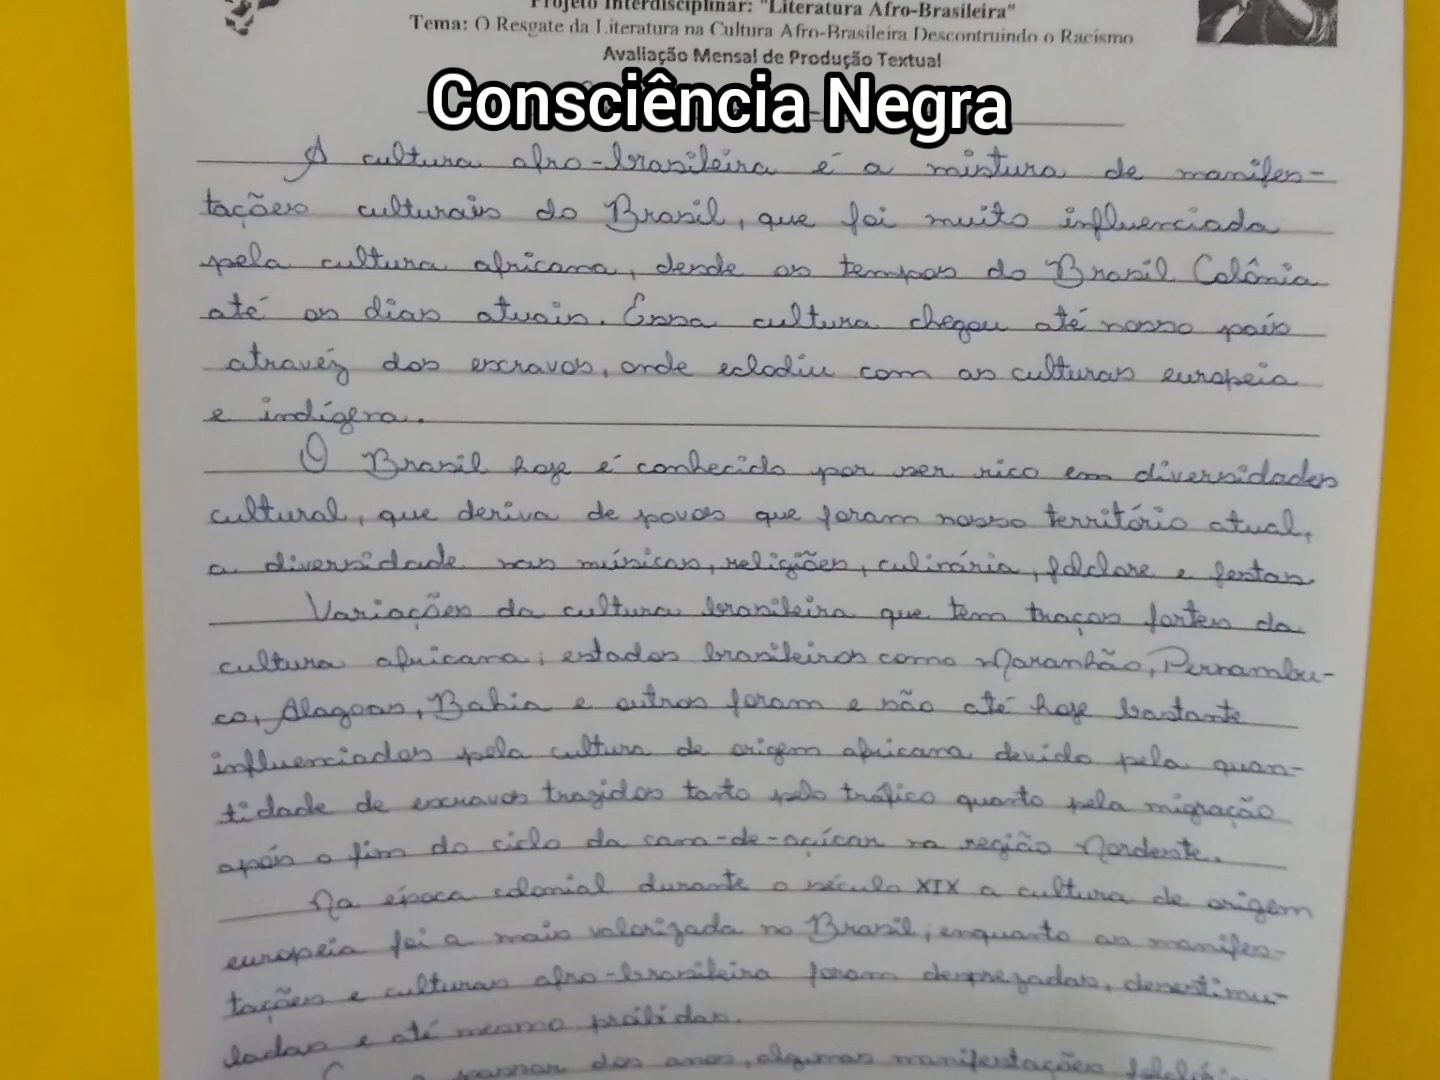 Projeto Interdisciplinar: "Literatura Afro-Brasileira"
Tema: O Resgate da Literatura na Cultura Afro-Brasileira Descontruindo o Racismo
Avaliação Mensal de Produção Textual
Consciência Negra
A cultura afro-brasileira é a mistura de manifes-
tações culturais do Brasil, que foi muito influenciada
pela cultura africana, desde os tempos do Brasil Colônia
até os dias atuais. Essa cultura chegou até nosso país
atravéz dos escravos, onde eclodiu com as culturas europeia
e indígena.
O Brasil hoje é conhecido por ser rico em diversidades
cultural, que deriva de povos que foram nosso território atual,
a diversidade nas músicas, religiões, culinária, folclore e festas
Variações da cultura brasileira que tem traços fortes da
cultura africana; estados brasileiros como Maranhão, Pernambu-
co, Alagoas, Bahia e outros foram e são até hoje bastante
influenciados pela cultura de origem africana devido pela quan-
tidade de escravos trazidos tanto pelo tráfico quanto pela migração
após o fim do ciclo da cana-de-açúcar na região Nordeste.
Na época colonial durante o século XIX a cultura de origem
europeia foi a mais valorizada no Brasil; enquanto as manifes-
tações e culturas afro-brasileira foram desprezadas, desestimu-
ladas e até mesmo proibidas.
passar dos anos, algumas manifestações